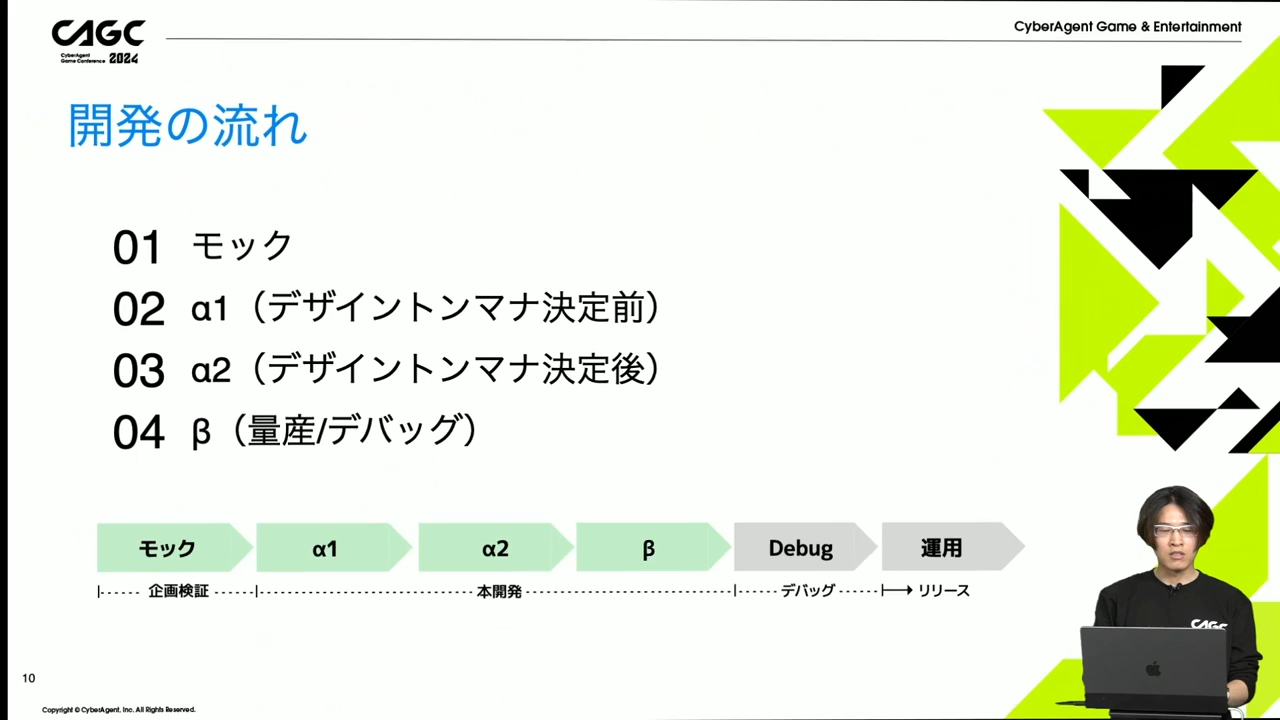 CAGC
CyberAgent
Game Conference 2024
CyberAgent Game & Entertainment
開発の流れ
01 モック
02 α1（デザイントンマナ決定前）
03 α2（デザイントンマナ決定後）
04 β（量産/デバッグ）
モック α1 α2 β Debug 運用
企画検証 本開発 デバッグ リリース
CAGC
10
Copyright © CyberAgent, Inc. All Rights Reserved.